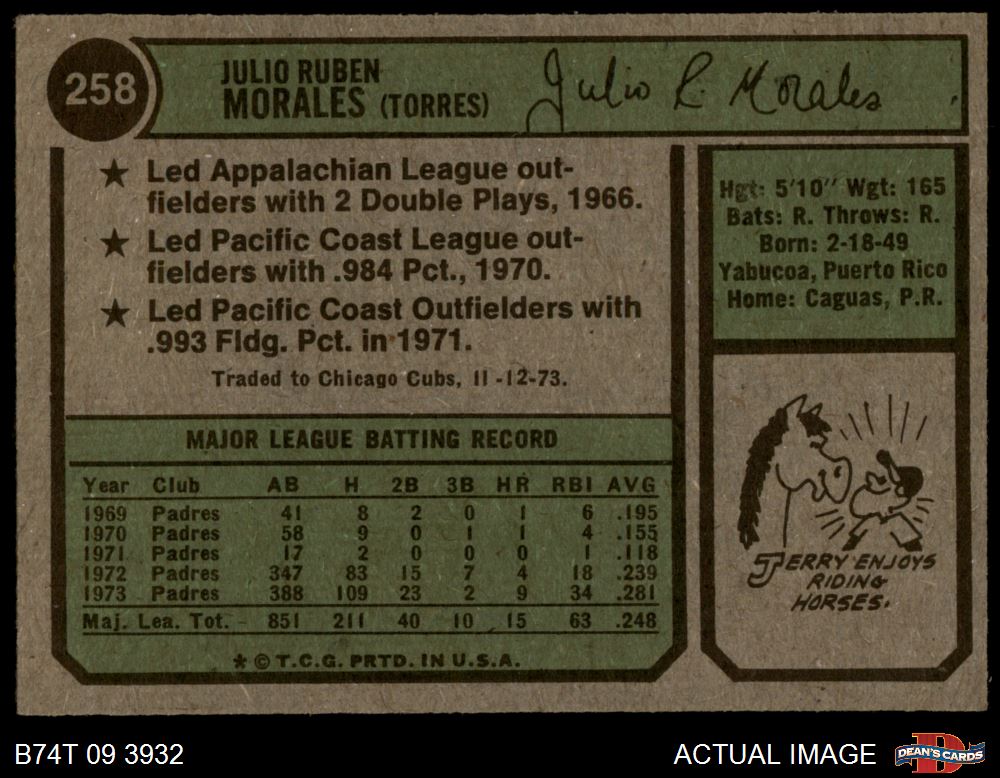 258
JULIO RUBEN
MORALES (TORRES)
Julio R. Morales
★ Led Appalachian League out-
fielders with 2 Double Plays, 1966.
★ Led Pacific Coast League out-
fielders with .984 Pct., 1970.
★ Led Pacific Coast Outfielders with
.993 Fldg. Pct. in 1971.
Traded to Chicago Cubs, 11-12-73.
MAJOR LEAGUE BATTING RECORD
Year Club AB H 2B 3B HR RBI AVG
1969 Padres 41 8 2 0 1 6 .195
1970 Padres 58 9 0 1 1 4 .155
1971 Padres 17 2 0 0 0 1 .118
1972 Padres 347 83 15 7 4 18 .239
1973 Padres 388 109 23 2 9 34 .281
Maj. Lea. Tot. 851 211 40 10 15 63 .248
* © T.C.G. PRTD. IN U.S.A.
Hgt: 5'10" Wgt: 165
Bats: R. Throws: R.
Born: 2-18-49
Yabucoa, Puerto Rico
Home: Caguas, P.R.
JERRY ENJOYS
RIDING
HORSES.
B74T 09 3932
ACTUAL IMAGE
DEAN'S CARDS